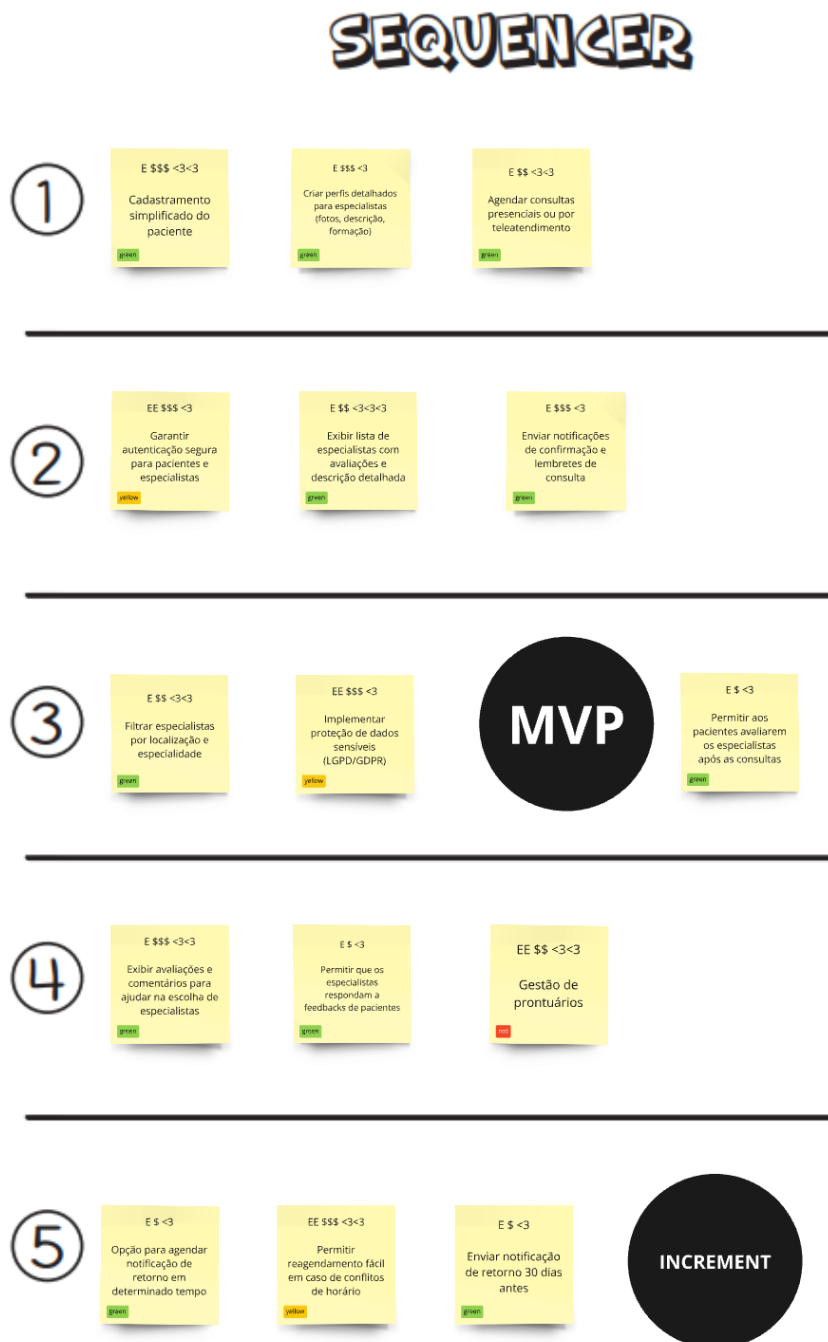 SEQUENCER
1
E $$$ <3<3
Cadastramento
simplificado do
paciente
green
E $$$ <3
Criar perfis detalhados
para especialistas
(fotos, descrição,
formação)
green
E $$ <3<3
Agendar consultas
presenciais ou por
teleatendimento
green
2
EE $$$ <3
Garantir
autenticação segura
para pacientes e
especialistas
yellow
E $$ <3<3<3
Exibir lista de
especialistas com
avaliações e
descrição detalhada
green
E $$$ <3
Enviar notificações
de confirmação e
lembretes de
consulta
green
3
E $$ <3<3
Filtrar especialistas
por localização e
especialidade
green
EE $$$ <3
Implementar
proteção de dados
sensíveis
(LGPD/GDPR)
yellow
MVP
E $ <3
Permitir aos
pacientes avaliarem
os especialistas
após as consultas
green
4
E $$$ <3<3
Exibir avaliações e
comentários para
ajudar na escolha de
especialistas
green
E $ <3
Permitir que os
especialistas
respondam a
feedbacks de pacientes
green
EE $$ <3<3
Gestão de
prontuários
red
5
E $ <3
Opção para agendar
notificação de
retorno em
determinado tempo
green
EE $$$ <3<3
Permitir
reagendamento fácil
em caso de conflitos
de horário
yellow
E $ <3
Enviar notificação
de retorno 30 dias
antes
green
INCREMENT